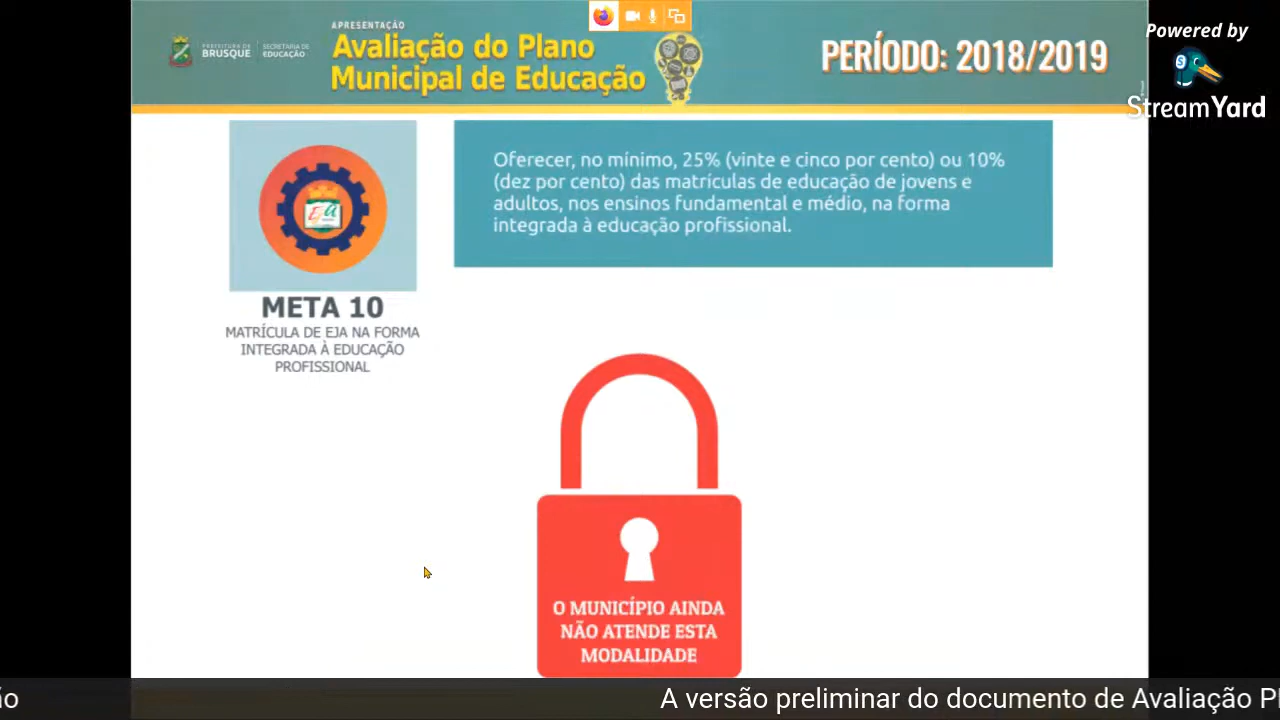 APRESENTAÇÃO
Avaliação do Plano
Municipal de Educação
PREFEITURA DE
BRUSQUE
SECRETARIA DE
EDUCAÇÃO
PERÍODO: 2018/2019
Powered by
StreamYard
Oferecer, no mínimo, 25% (vinte e cinco por cento) ou 10%
(dez por cento) das matrículas de educação de jovens e
adultos, nos ensinos fundamental e médio, na forma
integrada à educação profissional.
EJA
META 10
MATRÍCULA DE EJA NA FORMA
INTEGRADA À EDUCAÇÃO
PROFISSIONAL
O MUNICÍPIO AINDA
NÃO ATENDE ESTA
MODALIDADE
ão
A versão preliminar do documento de Avaliação Pl